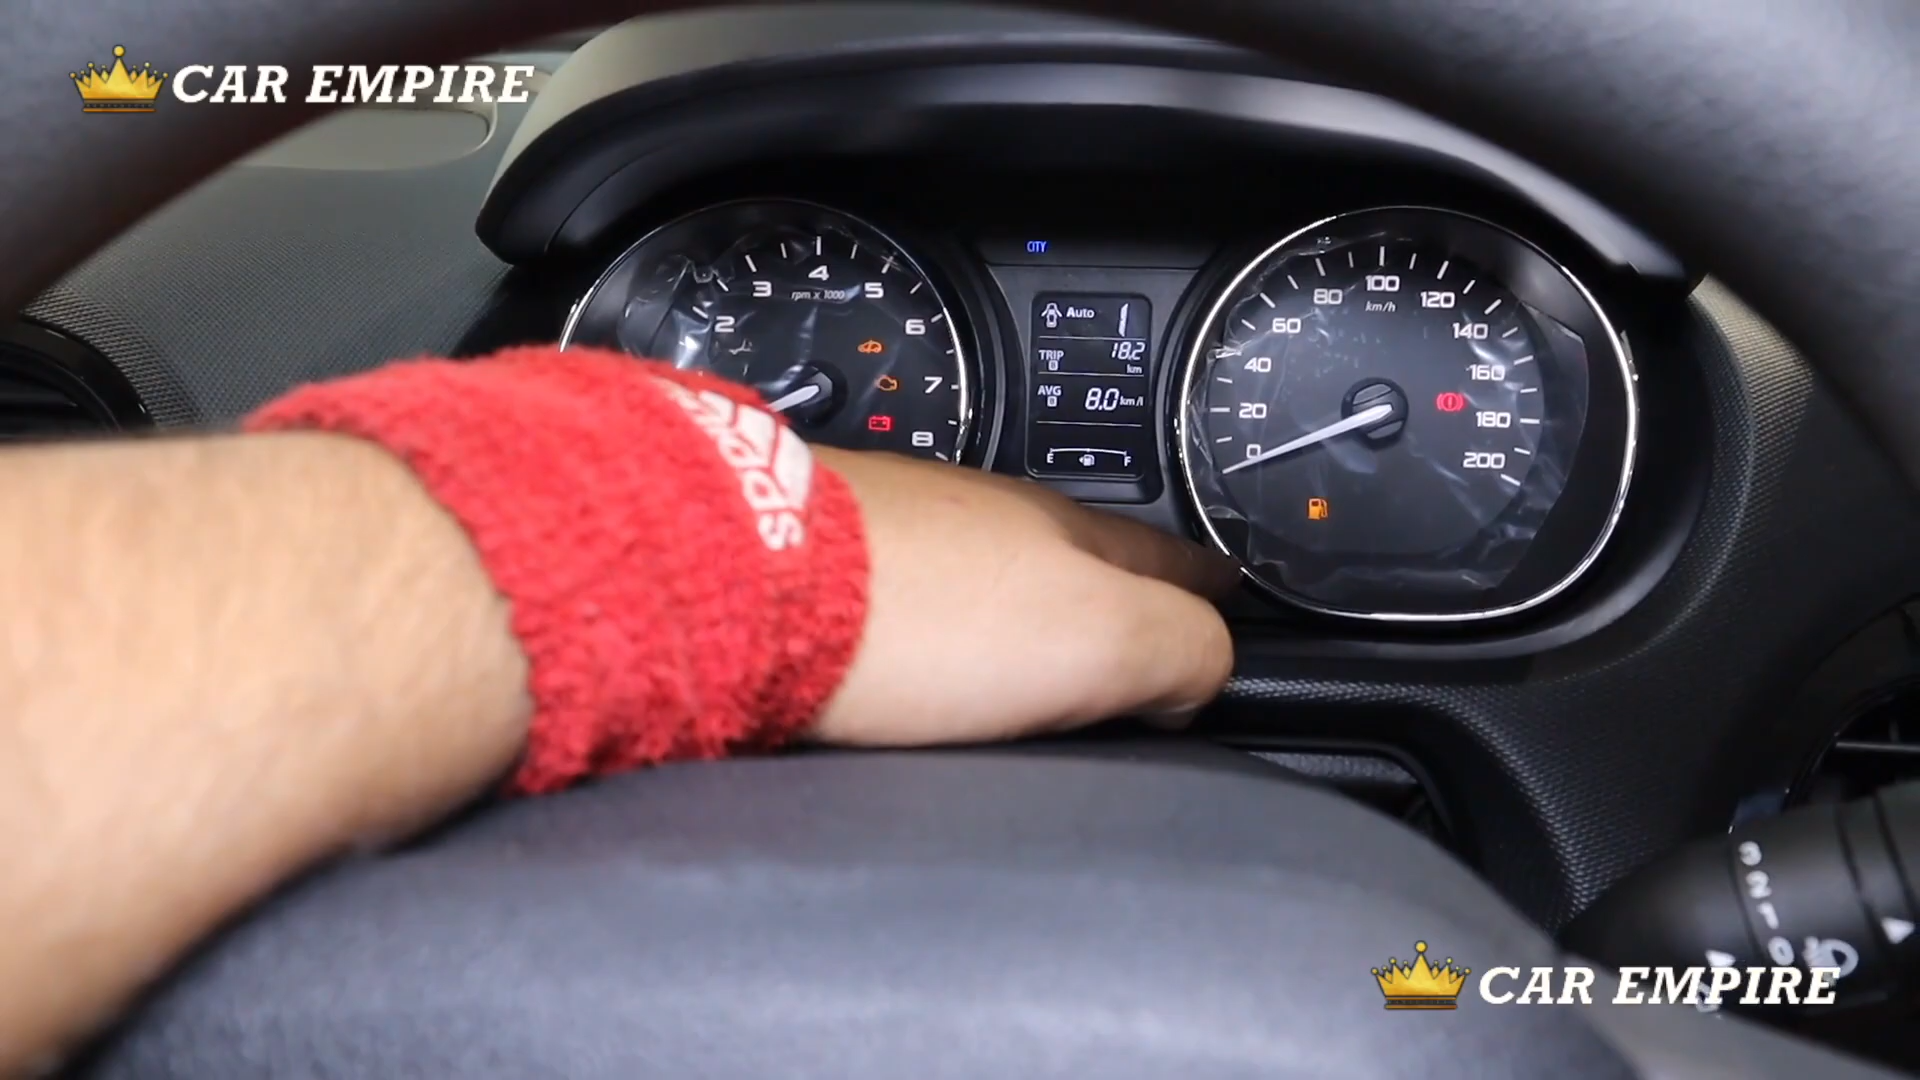 CAR EMPIRE
CITY
4
3
5
rpm x 1000
2
6
7
8
Auto 1
TRIP 18.2
B km
AVG
B 8.0 km/l
E F
100
80
120
km/h
60
140
40
160
20
180
0
200
SPORTS
CAR EMPIRE